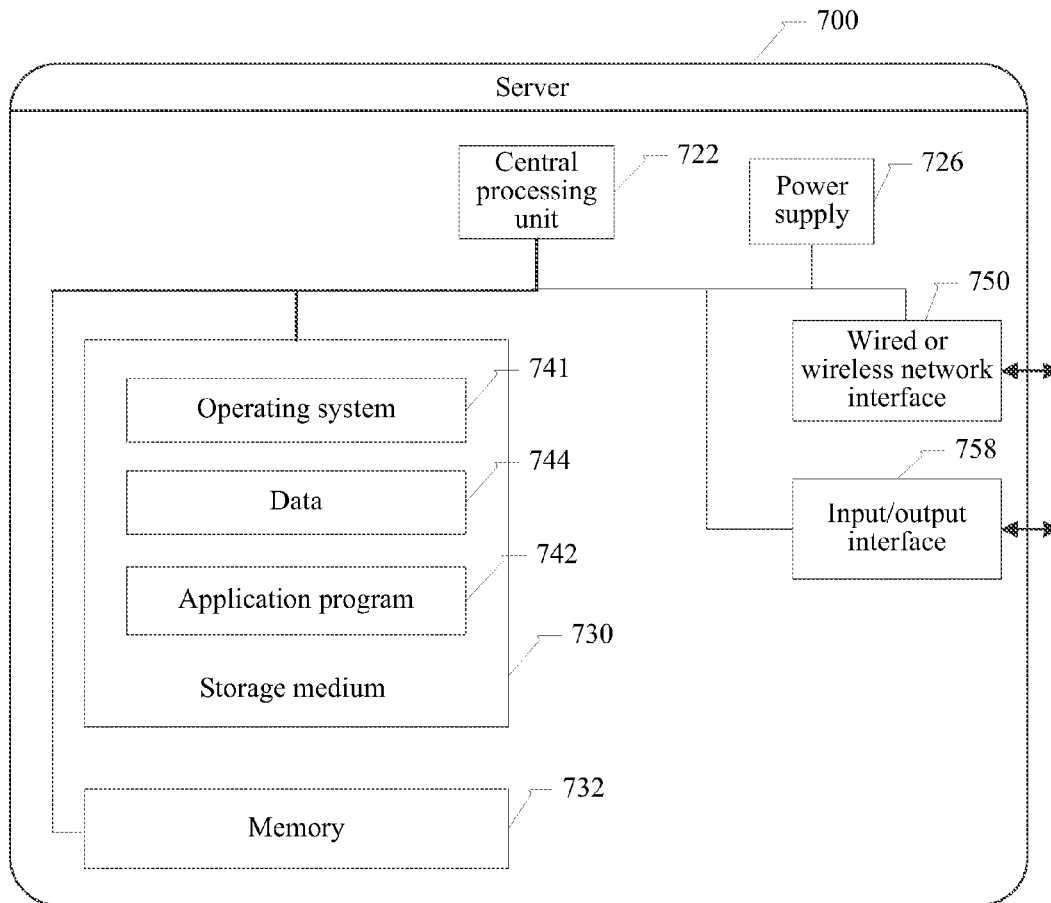 700
Server
Central
processing
unit
722
Power
supply
726
750
Wired or
wireless network
interface
741
Operating system
744
Data
758
Input/output
interface
742
Application program
730
Storage medium
732
Memory